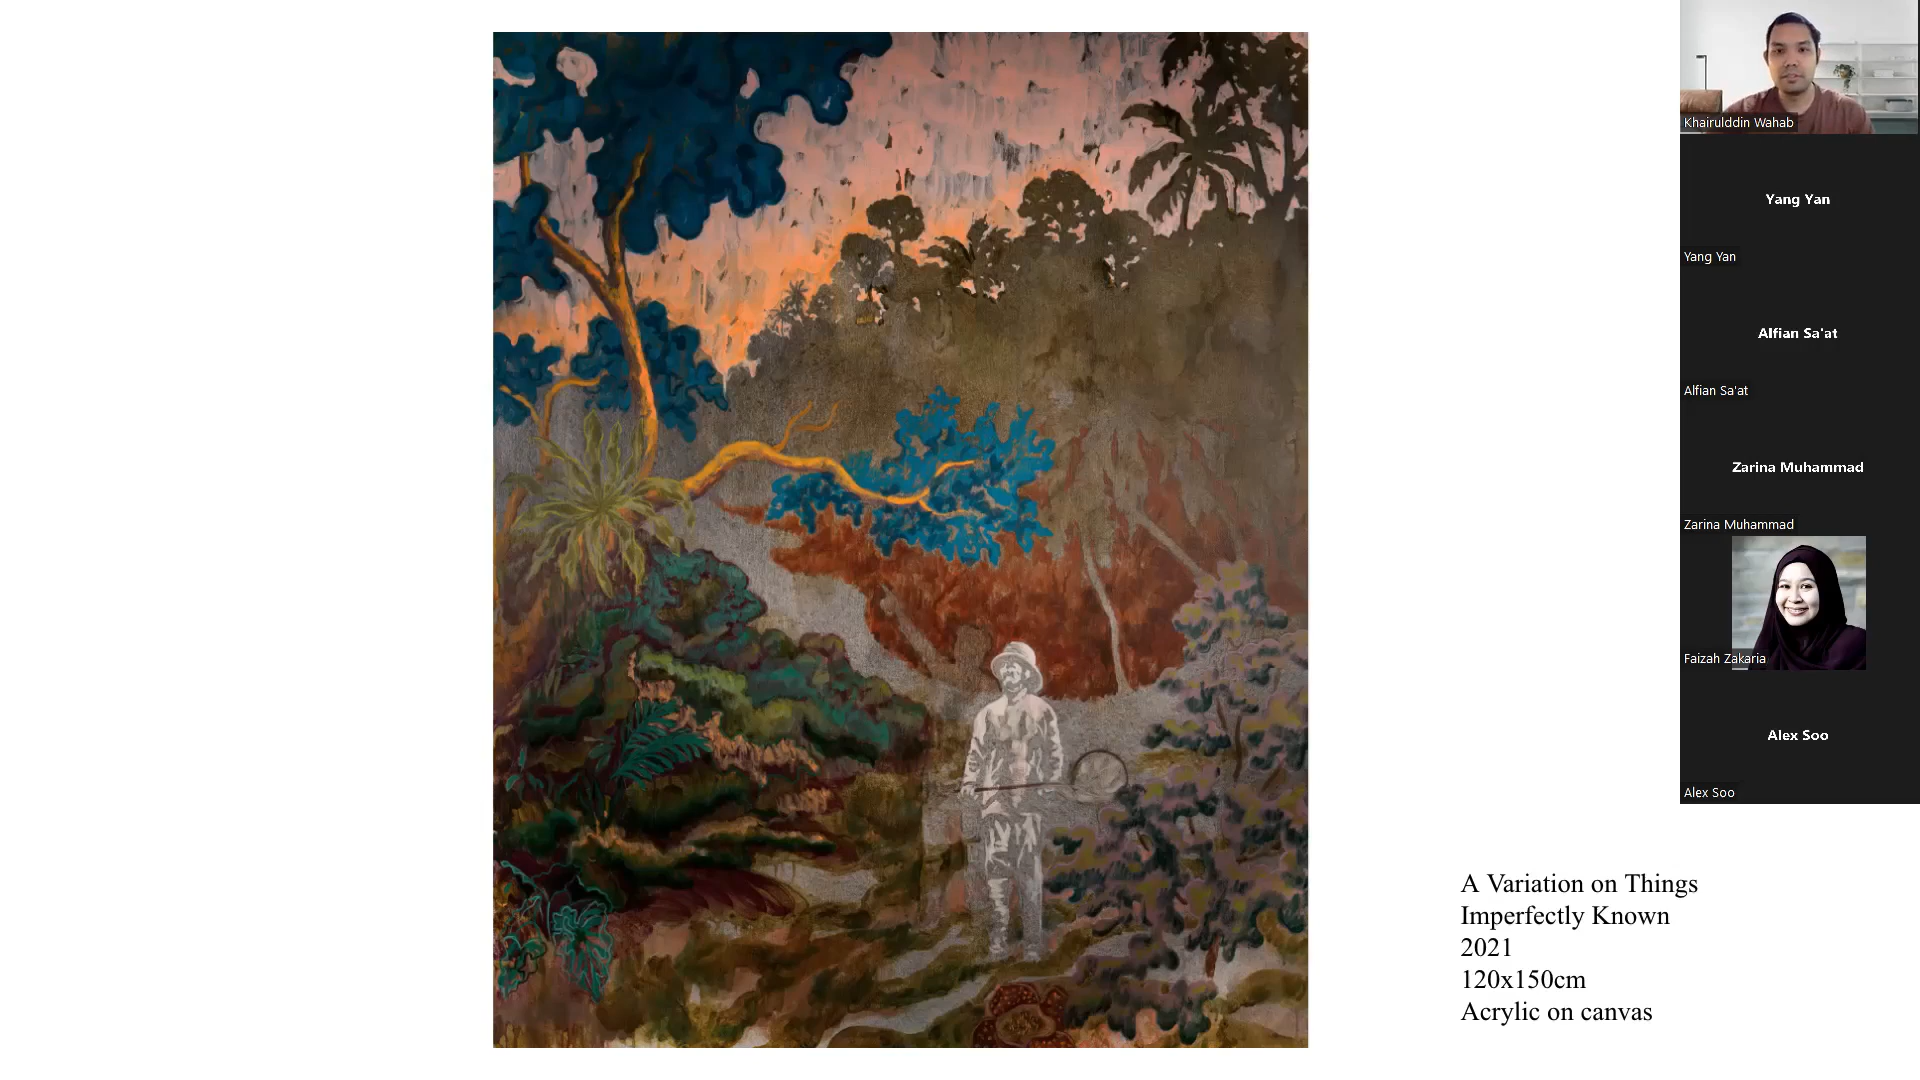 Khairulddin Wahab
Yang Yan
Yang Yan
Alfian Sa'at
Alfian Sa'at
Zarina Muhammad
Zarina Muhammad
Faizah Zakaria
Alex Soo
Alex Soo
A Variation on Things
Imperfectly Known
2021
120x150cm
Acrylic on canvas